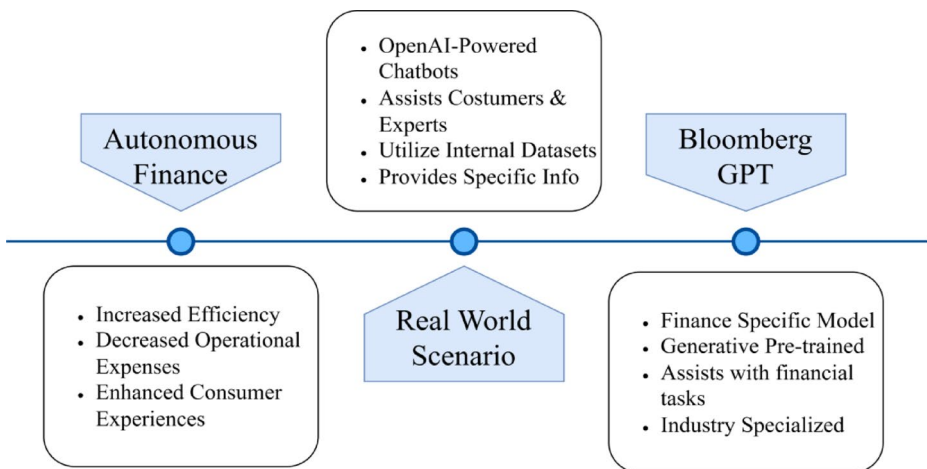 Autonomous
Finance
• Increased Efficiency
• Decreased Operational
Expenses
• Enhanced Consumer
Experiences
• OpenAI-Powered
Chatbots
• Assists Costumers &
Experts
• Utilize Internal Datasets
• Provides Specific Info
Real World
Scenario
Bloomberg
GPT
• Finance Specific Model
• Generative Pre-trained
• Assists with financial
tasks
• Industry Specialized